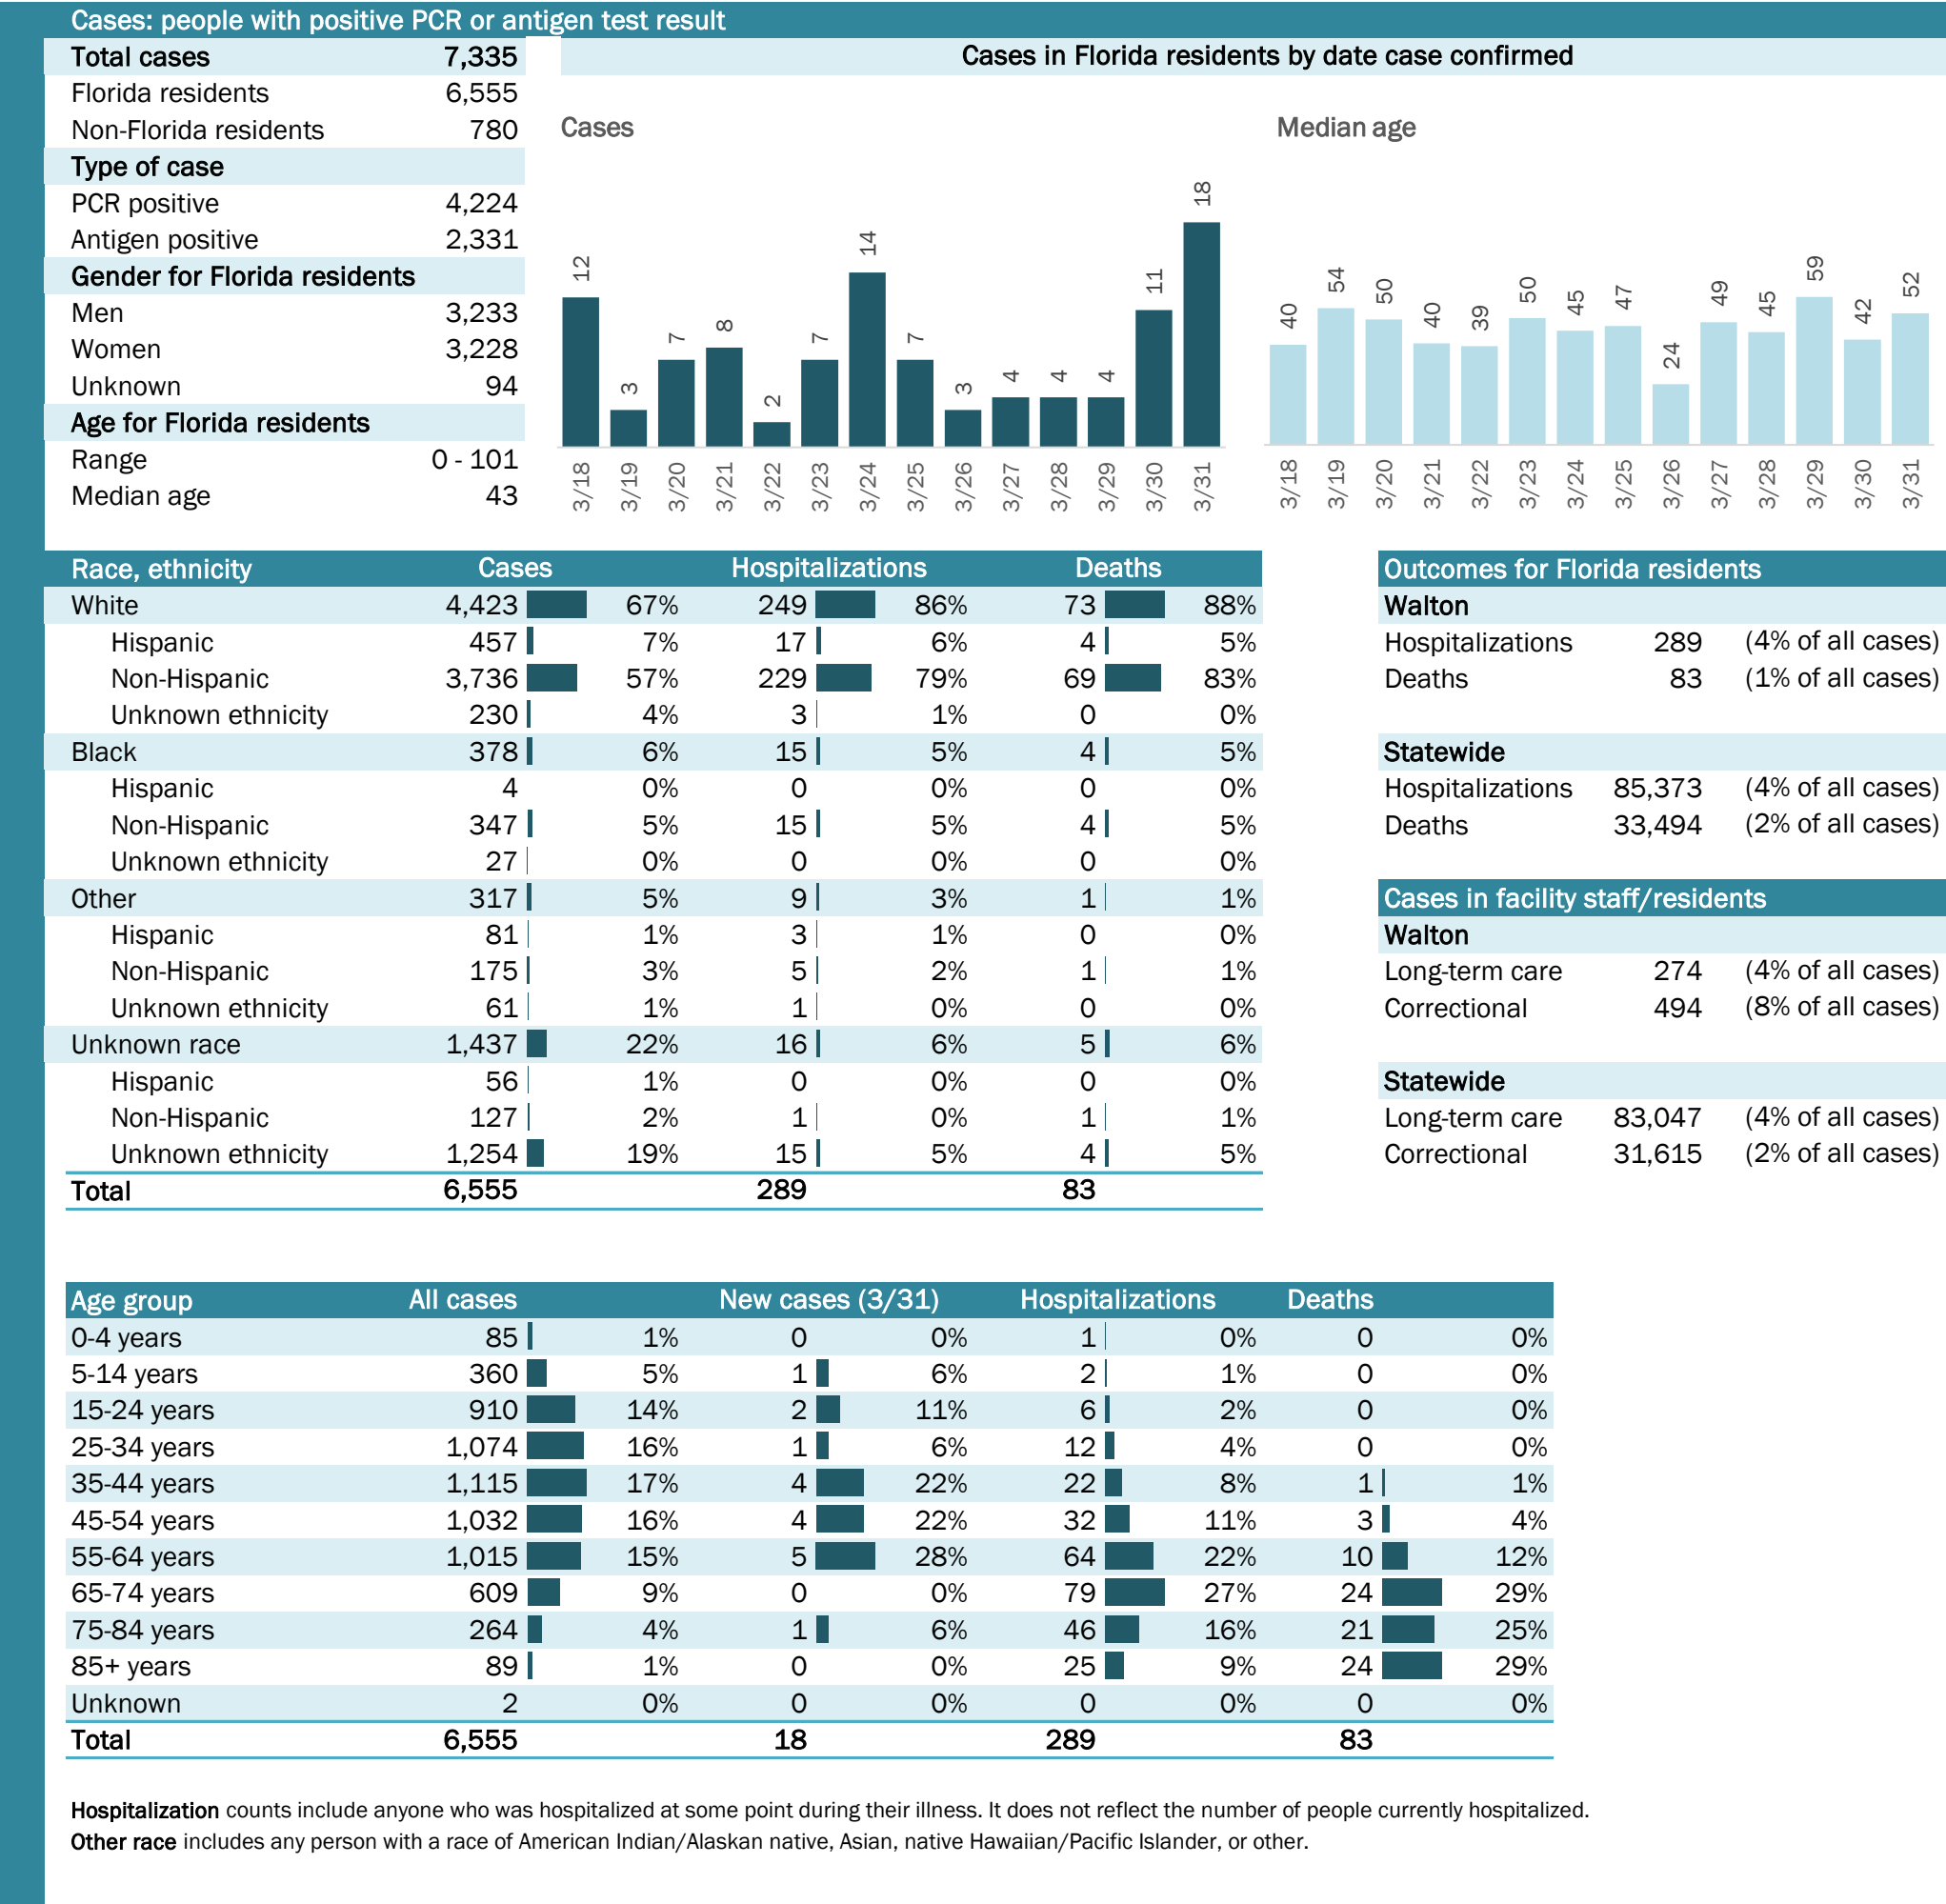 Cases: people with positive PCR or antigen test result
Total cases 7,335
Florida residents 6,555
Non-Florida residents 780
Type of case
PCR positive 4,224
Antigen positive 2,331
Gender for Florida residents
Men 3,233
Women 3,228
Unknown 94
Age for Florida residents
Range 0 - 101
Median age 43
Cases in Florida residents by date case confirmed
Cases
12 3 7 8 2 7 14 7 3 4 4 4 11 18
3/18 3/19 3/20 3/21 3/22 3/23 3/24 3/25 3/26 3/27 3/28 3/29 3/30 3/31
Median age
40 54 50 40 39 50 45 47 24 49 45 59 42 52
3/18 3/19 3/20 3/21 3/22 3/23 3/24 3/25 3/26 3/27 3/28 3/29 3/30 3/31
Race, ethnicity Cases Hospitalizations Deaths
White 4,423 67% 249 86% 73 88%
Hispanic 457 7% 17 6% 4 5%
Non-Hispanic 3,736 57% 229 79% 69 83%
Unknown ethnicity 230 4% 3 1% 0 0%
Black 378 6% 15 5% 4 5%
Hispanic 4 0% 0 0% 0 0%
Non-Hispanic 347 5% 15 5% 4 5%
Unknown ethnicity 27 0% 0 0% 0 0%
Other 317 5% 9 3% 1 1%
Hispanic 81 1% 3 1% 0 0%
Non-Hispanic 175 3% 5 2% 1 1%
Unknown ethnicity 61 1% 1 0% 0 0%
Unknown race 1,437 22% 16 6% 5 6%
Hispanic 56 1% 0 0% 0 0%
Non-Hispanic 127 2% 1 0% 1 1%
Unknown ethnicity 1,254 19% 15 5% 4 5%
Total 6,555 289 83
Outcomes for Florida residents
Walton
Hospitalizations 289 (4% of all cases)
Deaths 83 (1% of all cases)
Statewide
Hospitalizations 85,373 (4% of all cases)
Deaths 33,494 (2% of all cases)
Cases in facility staff/residents
Walton
Long-term care 274 (4% of all cases)
Correctional 494 (8% of all cases)
Statewide
Long-term care 83,047 (4% of all cases)
Correctional 31,615 (2% of all cases)
Age group All cases New cases (3/31) Hospitalizations Deaths
0-4 years 85 1% 0 0% 1 0% 0 0%
5-14 years 360 5% 1 6% 2 1% 0 0%
15-24 years 910 14% 2 11% 6 2% 0 0%
25-34 years 1,074 16% 1 6% 12 4% 0 0%
35-44 years 1,115 17% 4 22% 22 8% 1 1%
45-54 years 1,032 16% 4 22% 32 11% 3 4%
55-64 years 1,015 15% 5 28% 64 22% 10 12%
65-74 years 609 9% 0 0% 79 27% 24 29%
75-84 years 264 4% 1 6% 46 16% 21 25%
85+ years 89 1% 0 0% 25 9% 24 29%
Unknown 2 0% 0 0% 0 0% 0 0%
Total 6,555 18 289 83
Hospitalization counts include anyone who was hospitalized at some point during their illness. It does not reflect the number of people currently hospitalized.
Other race includes any person with a race of American Indian/Alaskan native, Asian, native Hawaiian/Pacific Islander, or other.